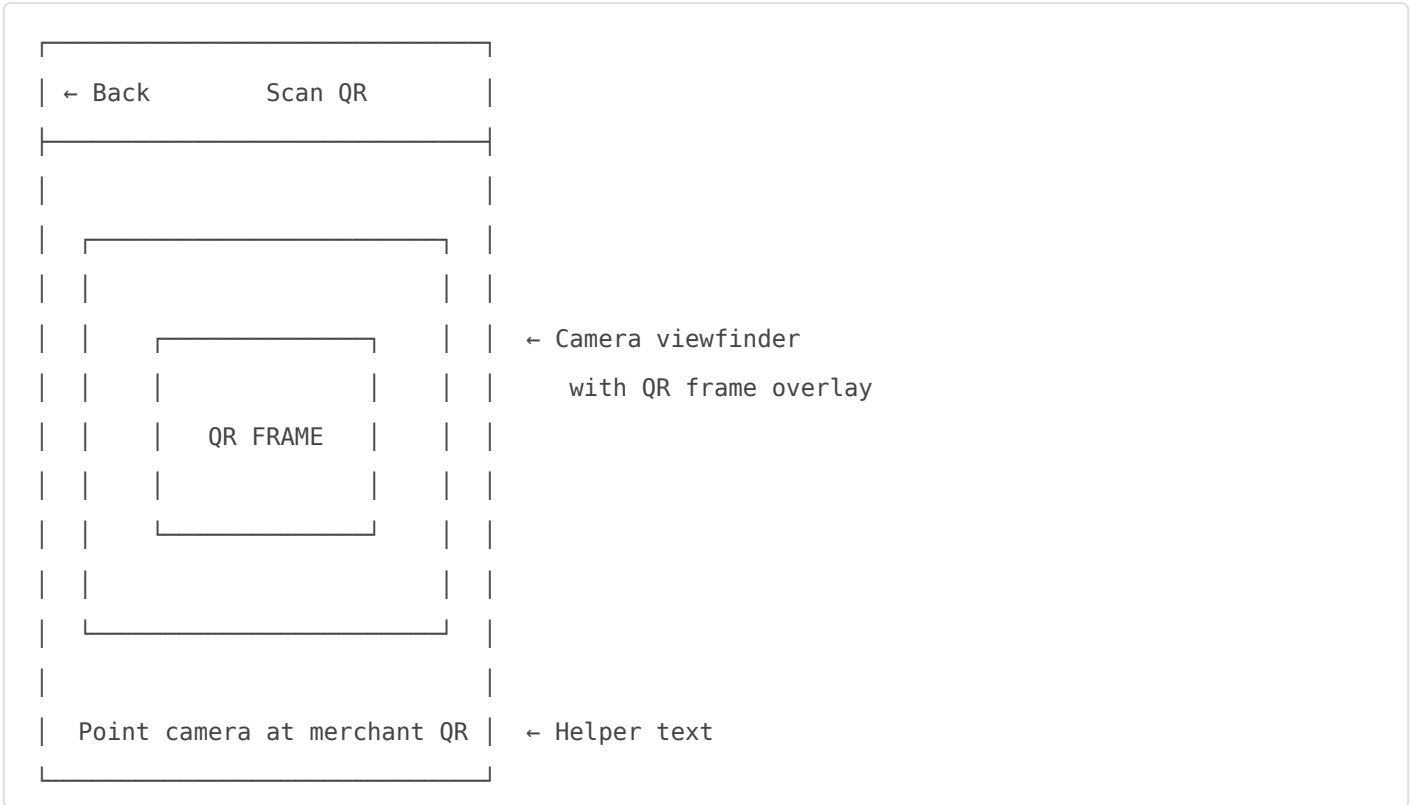 ← Back Scan QR
← Camera viewfinder
with QR frame overlay
QR FRAME
Point camera at merchant QR ← Helper text